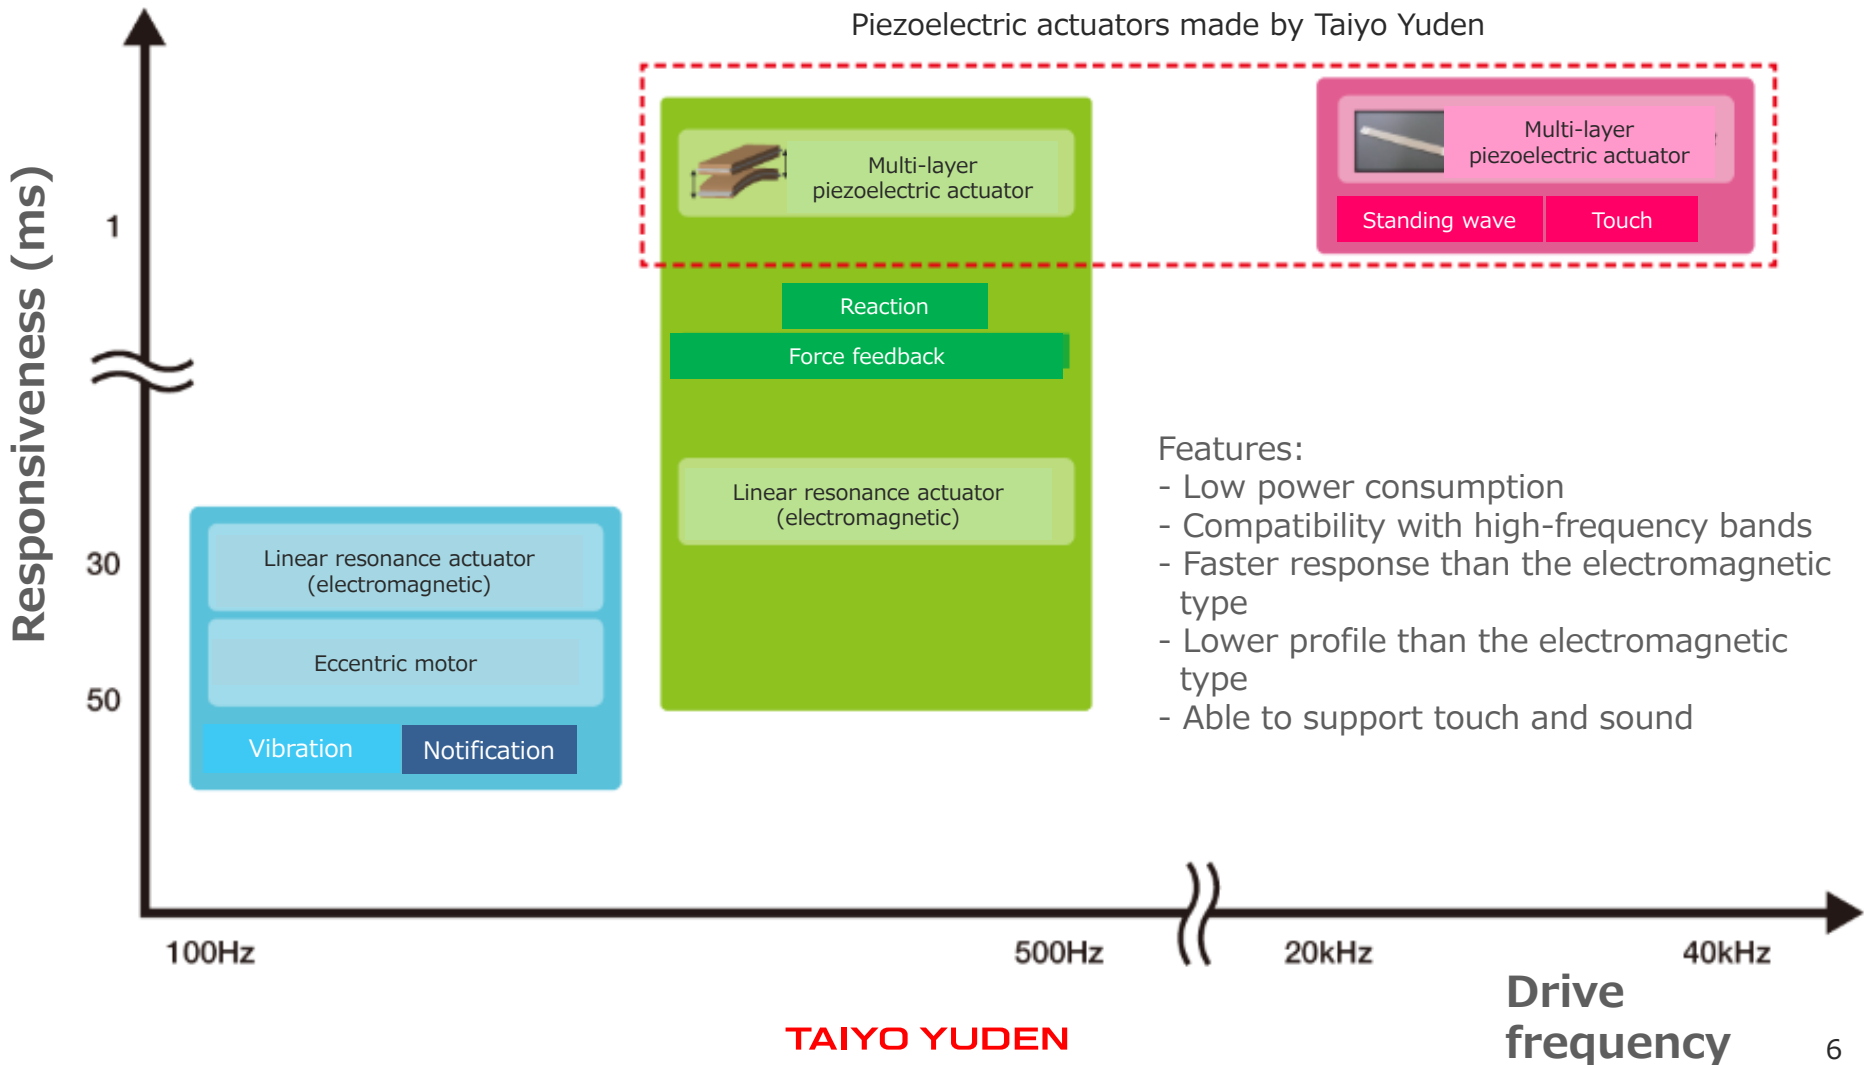 Piezoelectric actuators made by Taiyo Yuden
Responsiveness (ms)
1
30
50
Multi-layer
piezoelectric actuator
Reaction
Force feedback
Linear resonance actuator
(electromagnetic)
Multi-layer
piezoelectric actuator
Standing wave
Touch
Linear resonance actuator
(electromagnetic)
Eccentric motor
Vibration
Notification
Features:
- Low power consumption
- Compatibility with high-frequency bands
- Faster response than the electromagnetic
type
- Lower profile than the electromagnetic
type
- Able to support touch and sound
100Hz
500Hz
20kHz
40kHz
Drive
frequency
TAIYO YUDEN
6